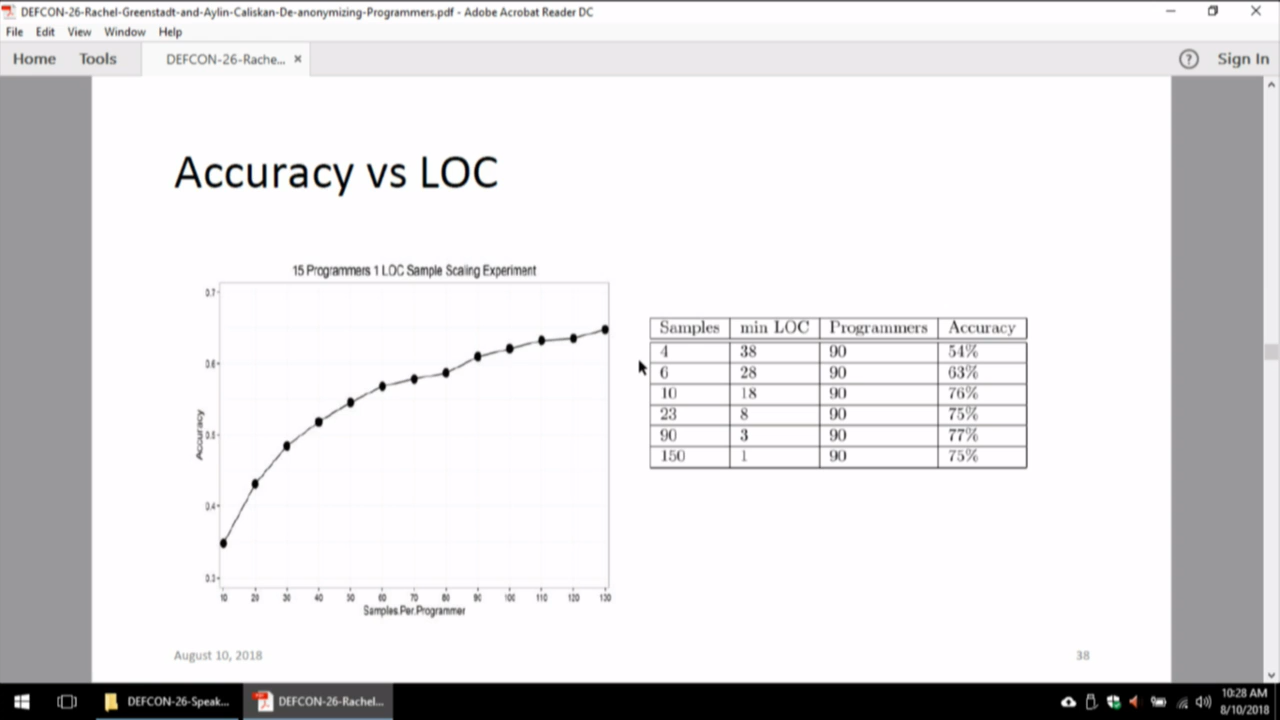 DEFCON-26-Rachel-Greenstadt-and-Aylin-Caliskan-De-anonymizing-Programmers.pdf - Adobe Acrobat Reader DC
File Edit View Window Help
Home Tools DEFCON-26-Rache... × ? Sign In
Accuracy vs LOC
15 Programmers 1 LOC Sample Scaling Experiment
0.7
0.6
0.5
0.4
0.3
Accuracy
10 20 30 40 50 60 70 80 90 100 110 120 130
Samples.Per.Programmer
Samples min LOC Programmers Accuracy
4 38 90 54%
6 28 90 63%
10 18 90 76%
23 8 90 75%
90 3 90 77%
150 1 90 75%
August 10, 2018 38
DEFCON-26-Speak... DEFCON-26-Rachel... 10:28 AM
8/10/2018